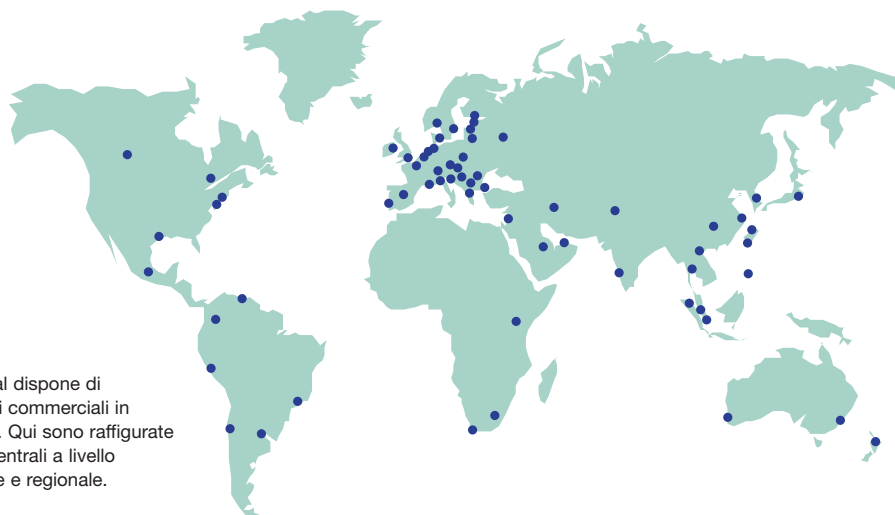 al dispone di
i commerciali in
. Qui sono raffigurate
entrali a livello
e e regionale.